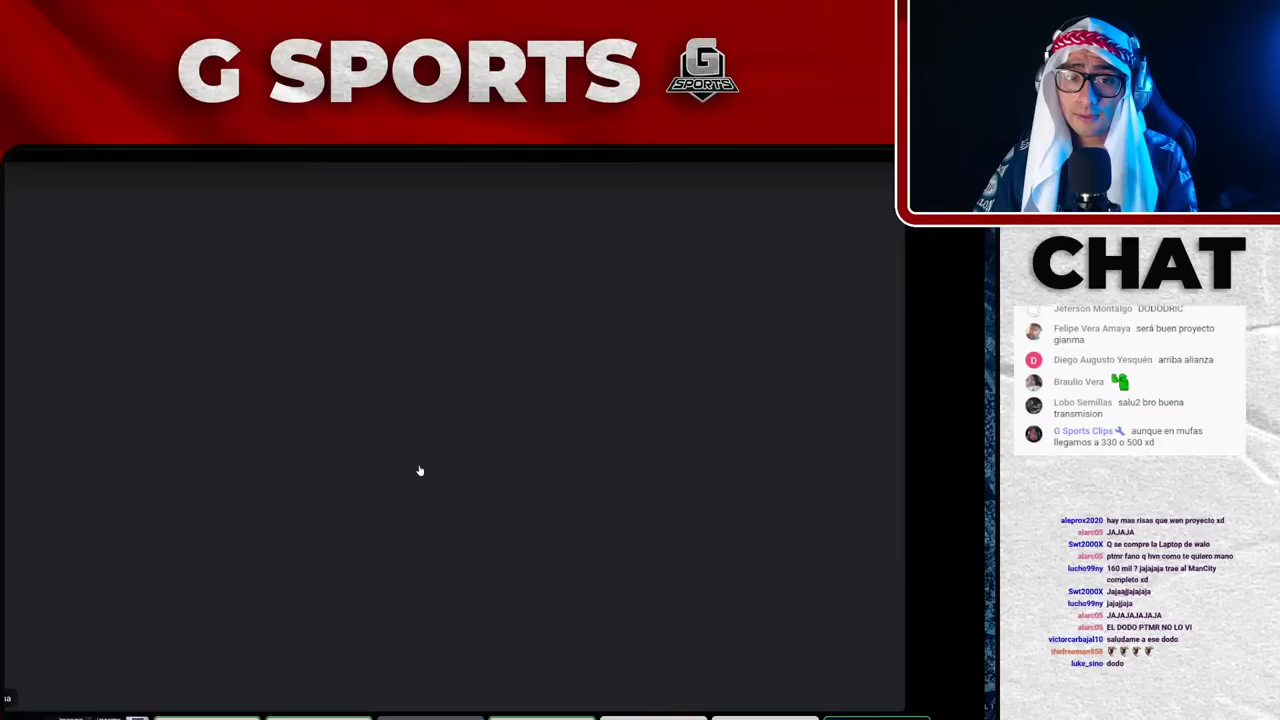 G SPORTS
G
SPORTS
CHAT
Jeferson Montalgo DODODRIC
Felipe Vera Amaya será buen proyecto
gianma
D Diego Augusto Yesquén arriba alianza
Braulio Vera
Lobo Semillas salu2 bro buena
transmision
G Sports Clips aunque en mufas
llegamos a 330 o 500 xd
aleprox2020 hay mas risas que wen proyecto xd
alarc05 JAJAJA
Swt2000X Q se compre la Laptop de walo
alarc05 ptmr fano q hvn como te quiero mano
lucho99ny 160 mil ? jajajaja trae al ManCity
completo xd
Swt2000X Jajaajjajajaja
lucho99ny jajajjaja
alarc05 JAJAJAJAJAJA
alarc05 EL DODO PTMR NO LO VI
victorcarbajal10 saludame a ese dodo
thefreeman958
luke_sino dodo